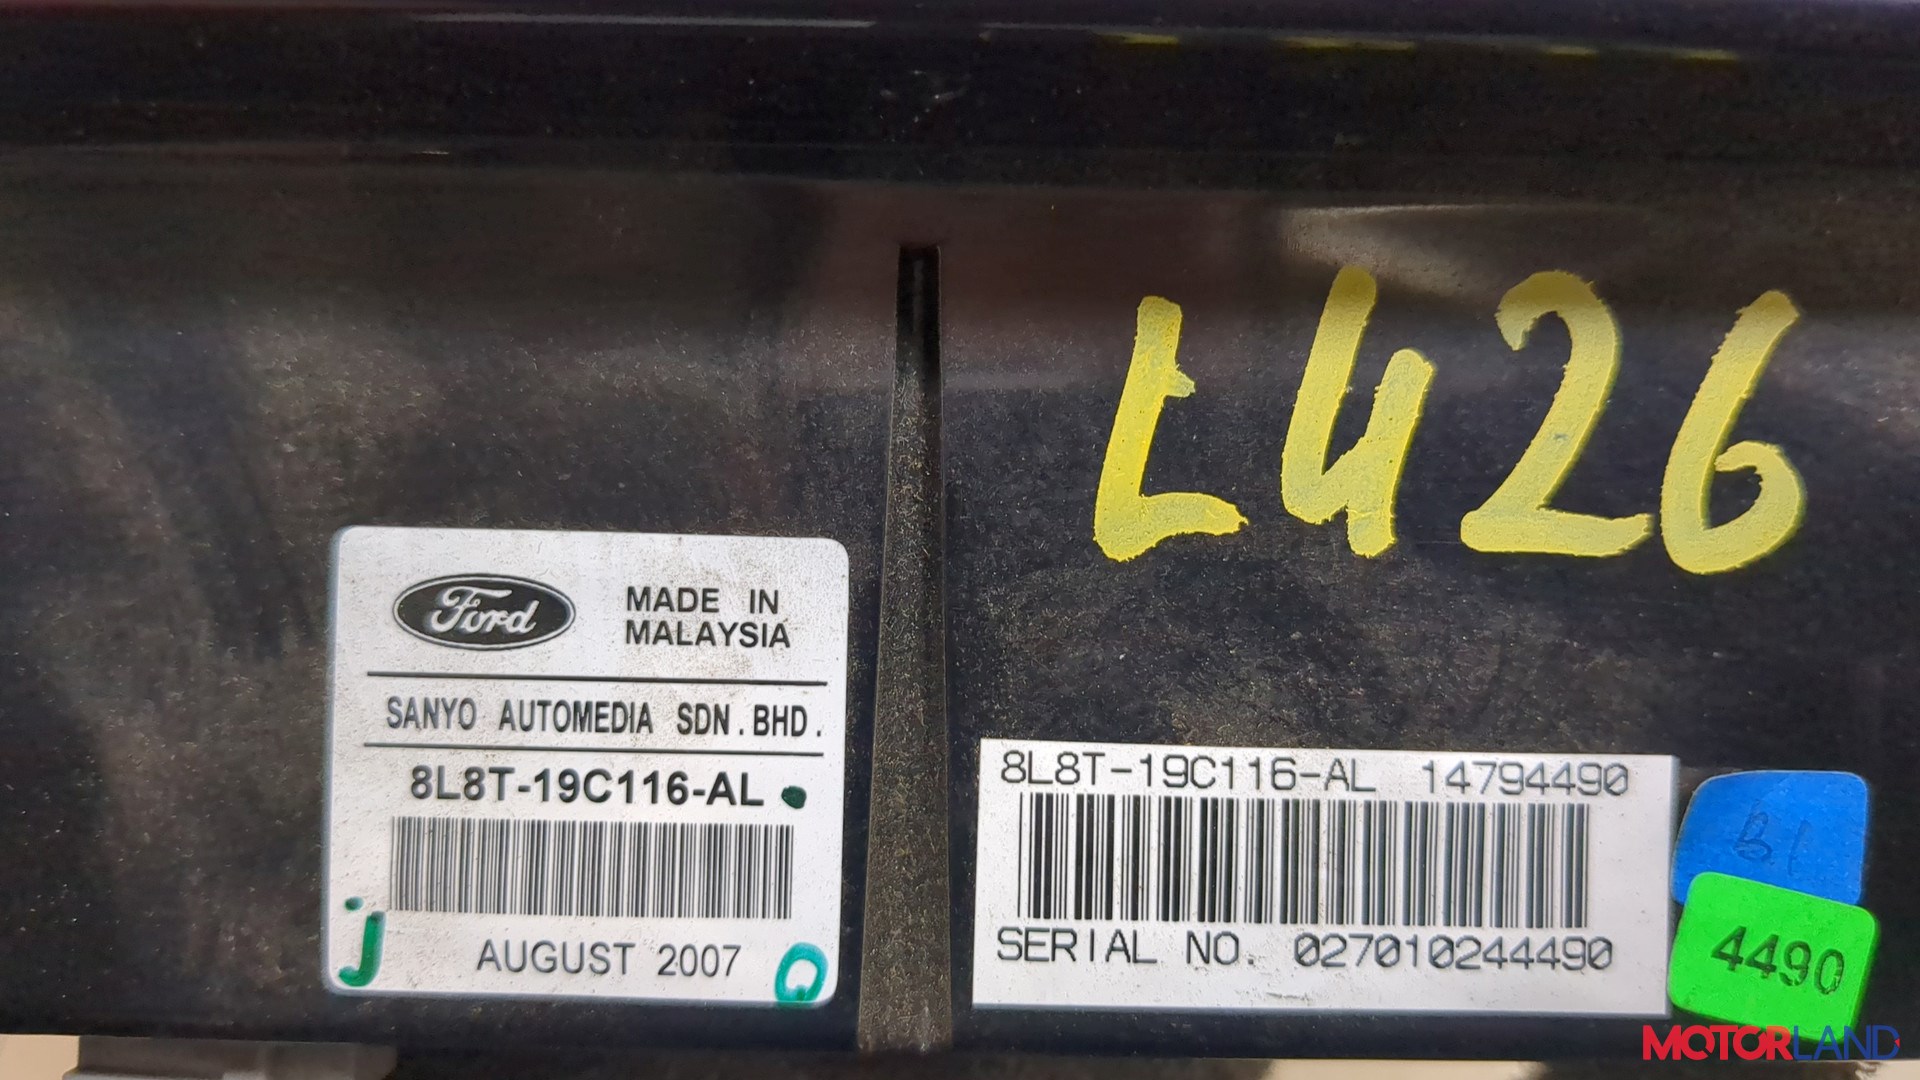 L426
Ford
MADE IN
MALAYSIA
SANYO AUTOMEDIA SDN. BHD.
8L8T-19C116-AL
AUGUST 2007
j
O
8L8T-19C116-AL 14794490
SERIAL NO. 027010244490
B1
4490
MOTORLAND